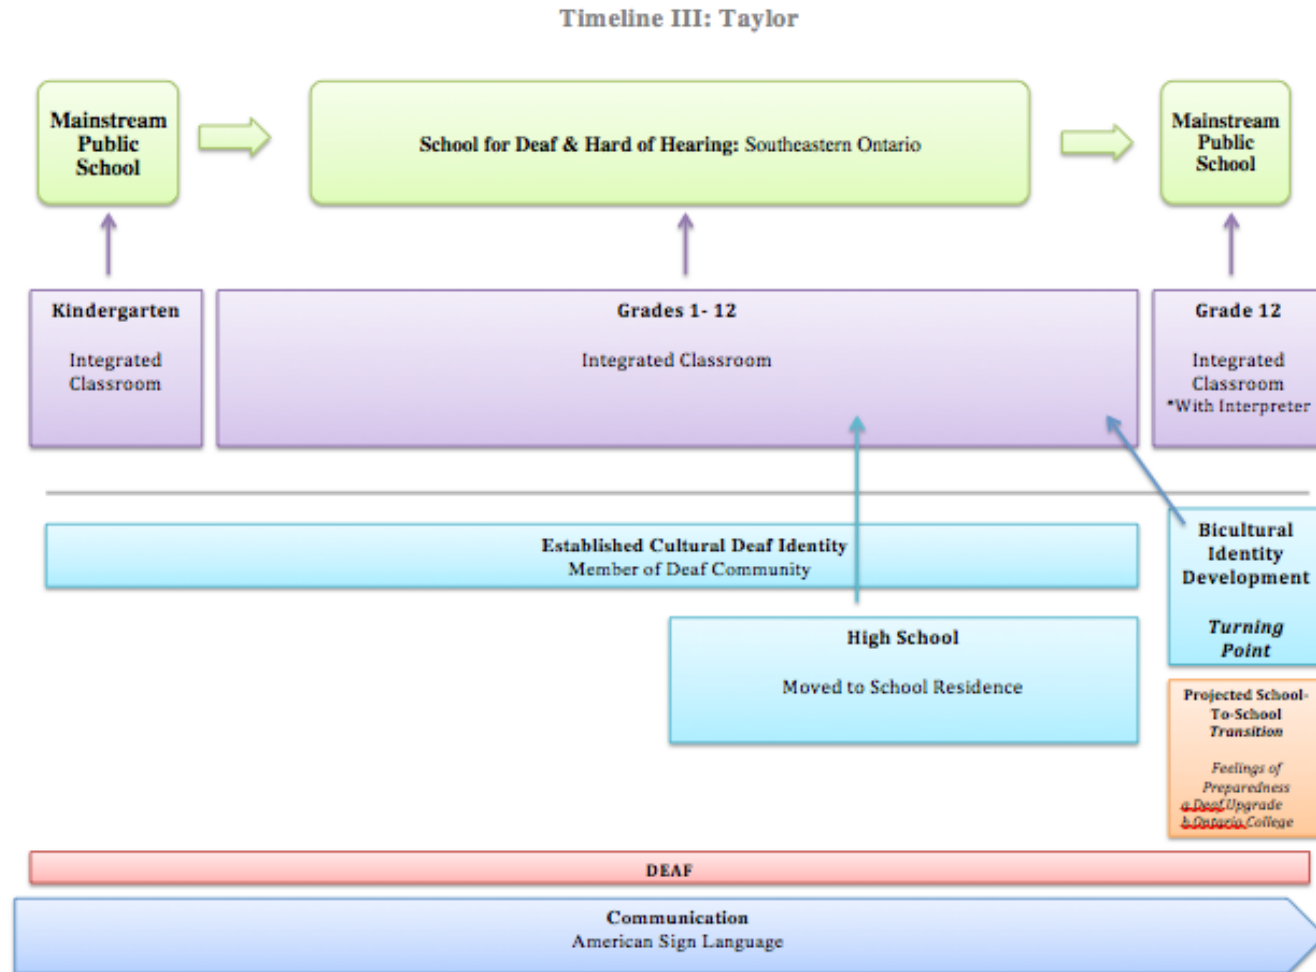 Timeline III: Taylor
Mainstream
Public
School
School for Deaf & Hard of Hearing: Southeastern Ontario
Mainstream
Public
School
Kindergarten
Integrated
Classroom
Grades 1- 12
Integrated Classroom
Grade 12
Integrated
Classroom
*With Interpreter
Established Cultural Deaf Identity
Member of Deaf Community
High School
Moved to School Residence
Bicultural
Identity
Development
Turning
Point
Projected School-
To-School
Transition
Feelings of
Preparedness
a.Deaf Upgrade
b.Ontario College
DEAF
Communication
American Sign Language